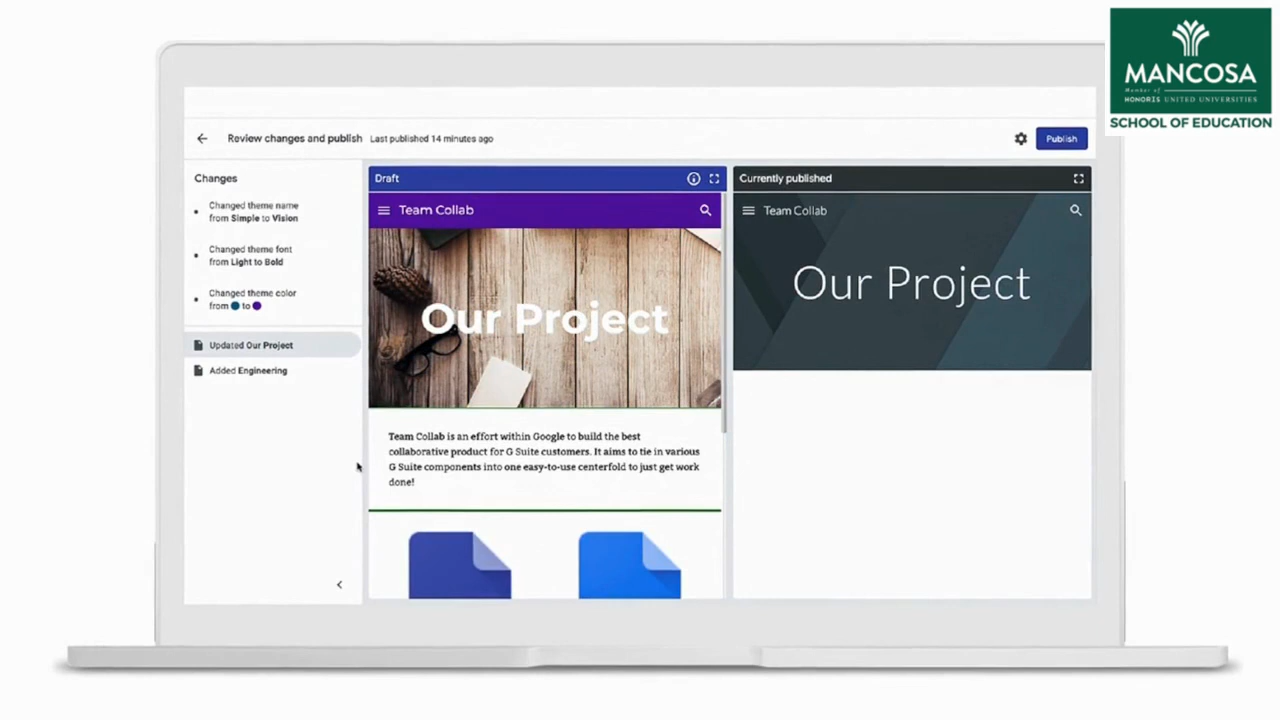 MANCOSA
Member of
HONORIS UNITED UNIVERSITIES
SCHOOL OF EDUCATION
Review changes and publish Last published 14 minutes ago
Publish
Changes
Changed theme name
from Simple to Vision
Changed theme font
from Light to Bold
Changed theme color
from to
Updated Our Project
Added Engineering
Draft
Team Collab
Our Project
Team Collab is an effort within Google to build the best
collaborative product for G Suite customers. It aims to tie in various
G Suite components into one easy-to-use centerfold to just get work
done!
Currently published
Team Collab
Our Project